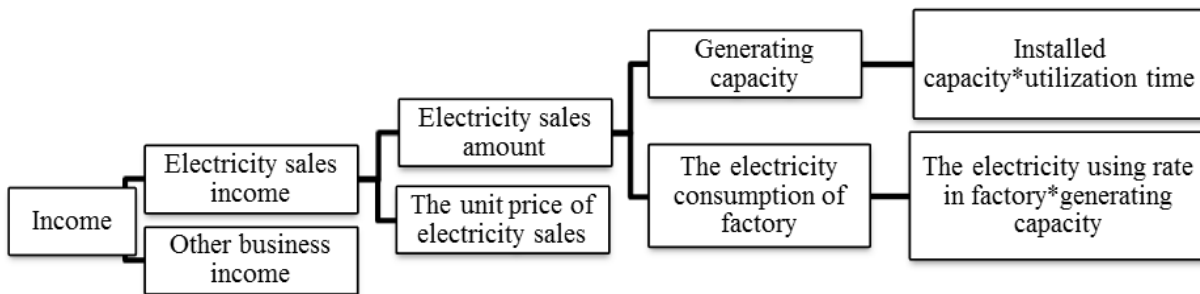 Income
Electricity sales
income
Other business
income
Electricity sales
amount
The unit price of
electricity sales
Generating
capacity
The electricity
consumption of
factory
Installed
capacity*utilization time
The electricity using rate
in factory*generating
capacity